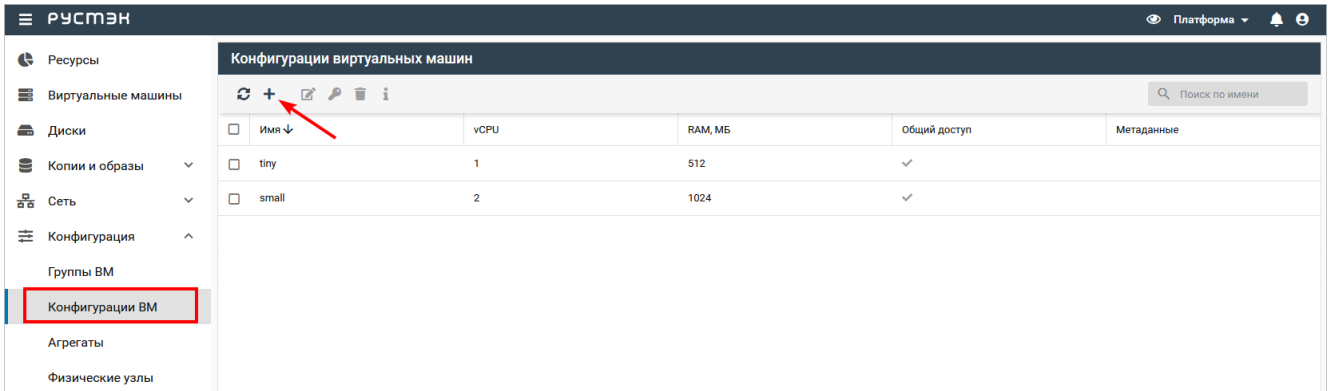 РУСТЭК
Платформа
Ресурсы
Виртуальные машины
Диски
Копии и образы
Сеть
Конфигурация
Группы ВМ
Конфигурации ВМ
Агрегаты
Физические узлы
Конфигурации виртуальных машин
Поиск по имени
Имя vCPU RAM, МБ Общий доступ Метаданные
tiny 1 512
small 2 1024